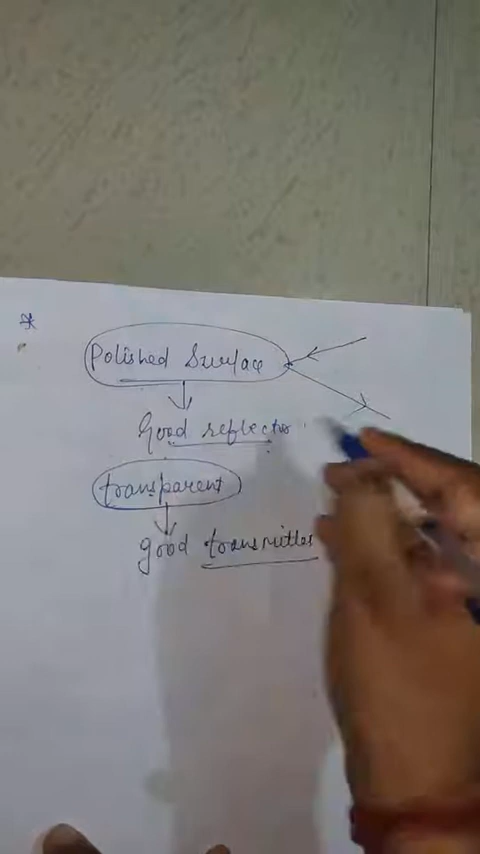 *
Polished Surface
Good reflector
transparent
good transmitter